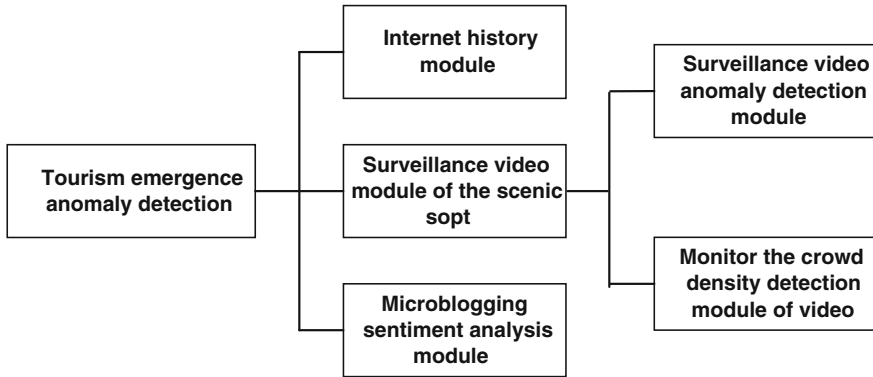 Tourism emergence
anomaly detection
Internet history
module
Surveillance video
module of the scenic
sopt
Microblogging
sentiment analysis
module
Surveillance video
anomaly detection
module
Monitor the crowd
density detection
module of video